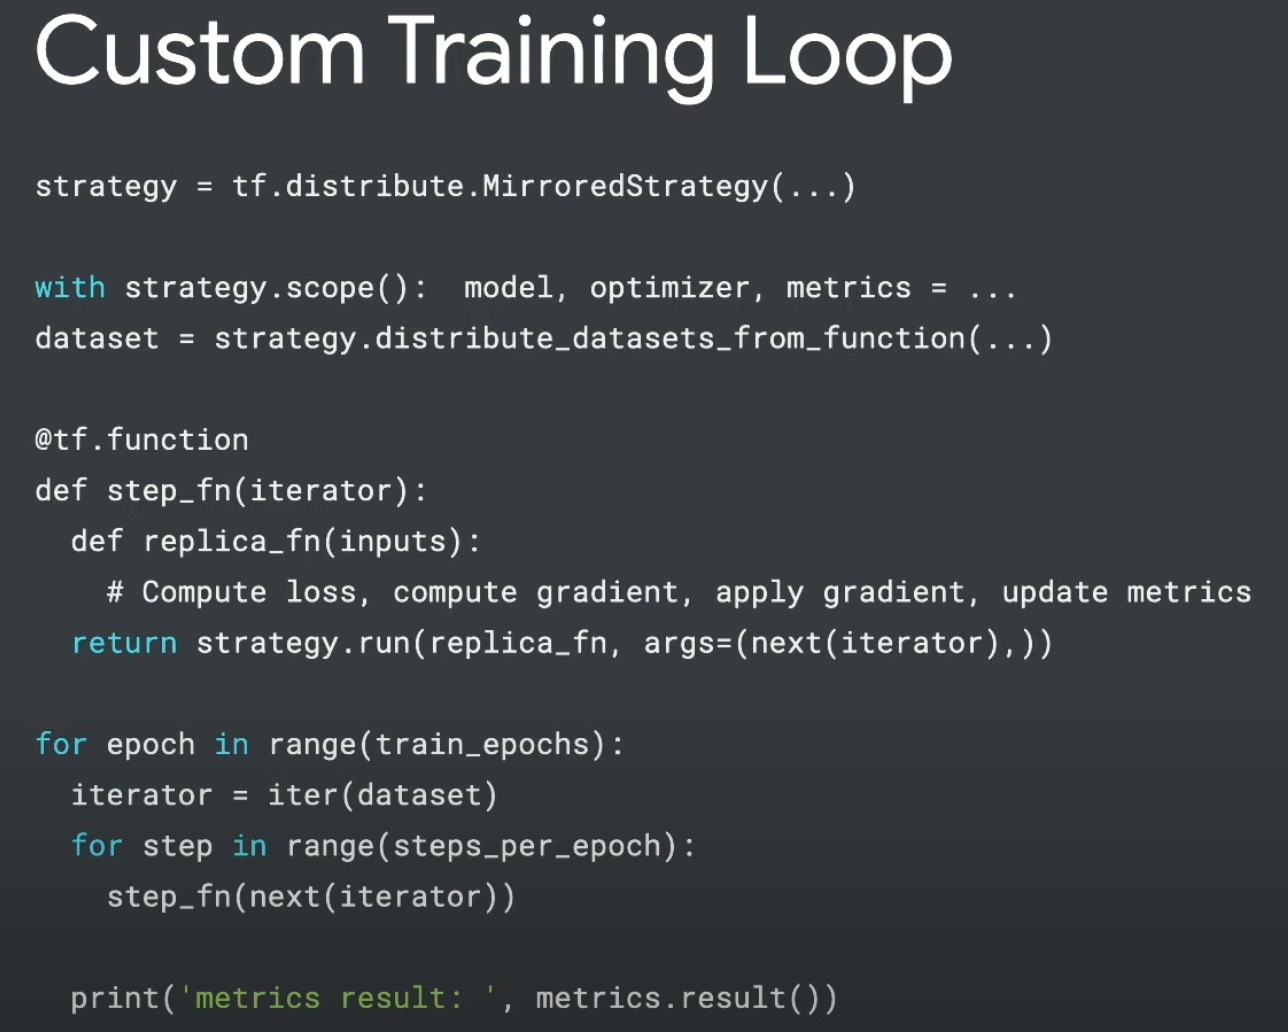 Custom Training Loop
strategy = tf.distribute.MirroredStrategy(...)
with strategy.scope():  model, optimizer, metrics = ...
dataset = strategy.distribute_datasets_from_function(...)
@tf.function
def step_fn(iterator):
  def replica_fn(inputs):
    # Compute loss, compute gradient, apply gradient, update metrics
  return strategy.run(replica_fn, args=(next(iterator),))
for epoch in range(train_epochs):
  iterator = iter(dataset)
  for step in range(steps_per_epoch):
    step_fn(next(iterator))
  print('metrics result: ', metrics.result())